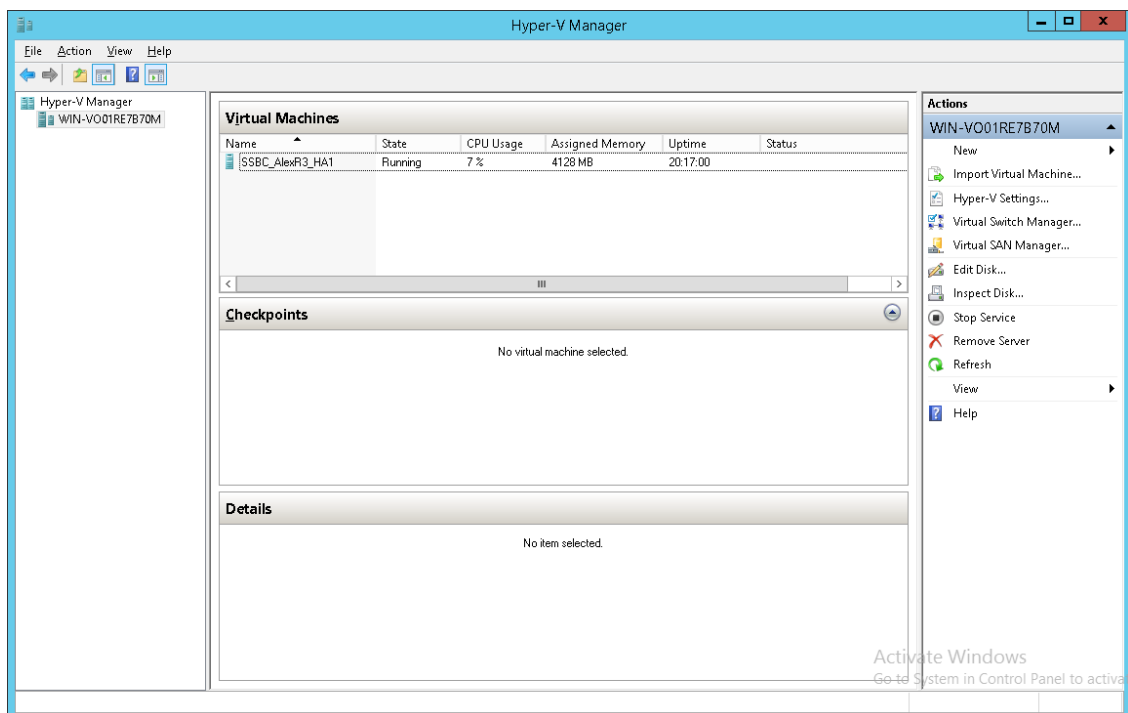 Hyper-V Manager
File Action View Help
Hyper-V Manager
WIN-VO01RE7B70M
Virtual Machines
Name State CPU Usage Assigned Memory Uptime Status
SSBC_AlexR3_HA1 Running 7 % 4128 MB 20:17:00
Checkpoints
No virtual machine selected.
Details
No item selected.
Actions
WIN-VO01RE7B70M
New
Import Virtual Machine...
Hyper-V Settings...
Virtual Switch Manager...
Virtual SAN Manager...
Edit Disk...
Inspect Disk...
Stop Service
Remove Server
Refresh
View
Help
Activate Windows
Go to System in Control Panel to activa